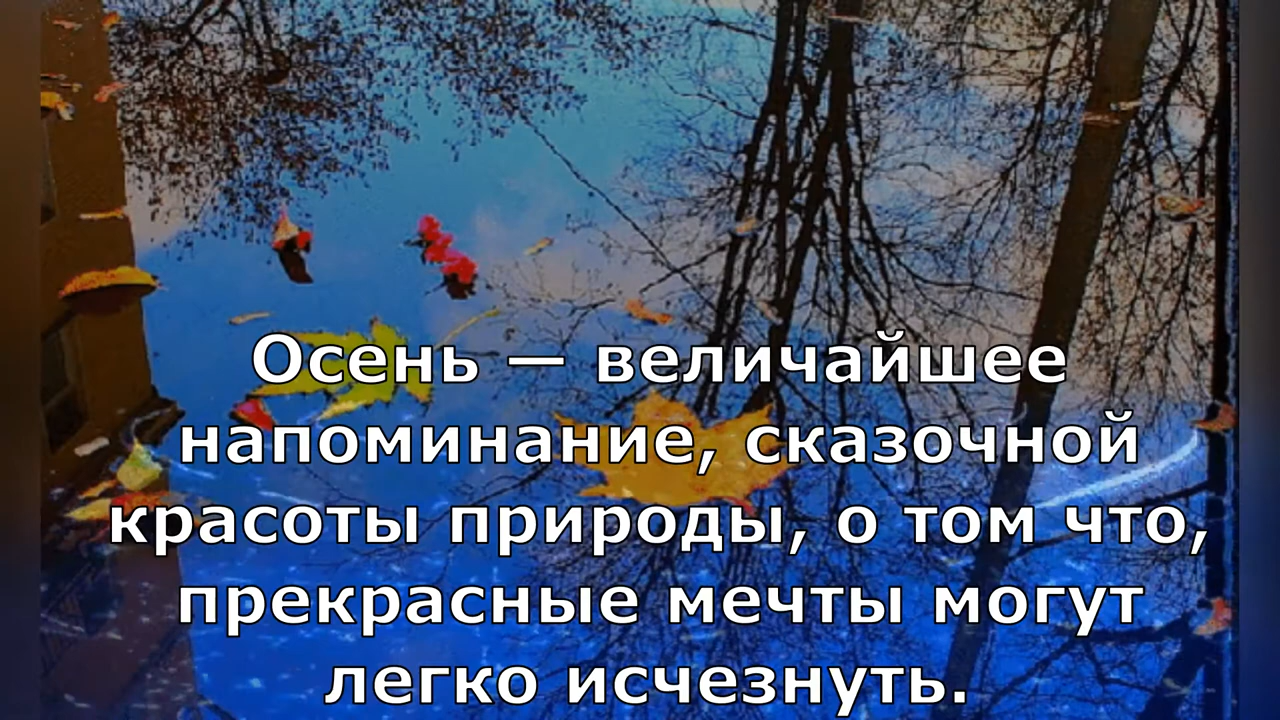 Осень — величайшее
напоминание, сказочной
красоты природы, о том что,
прекрасные мечты могут
легко исчезнуть.